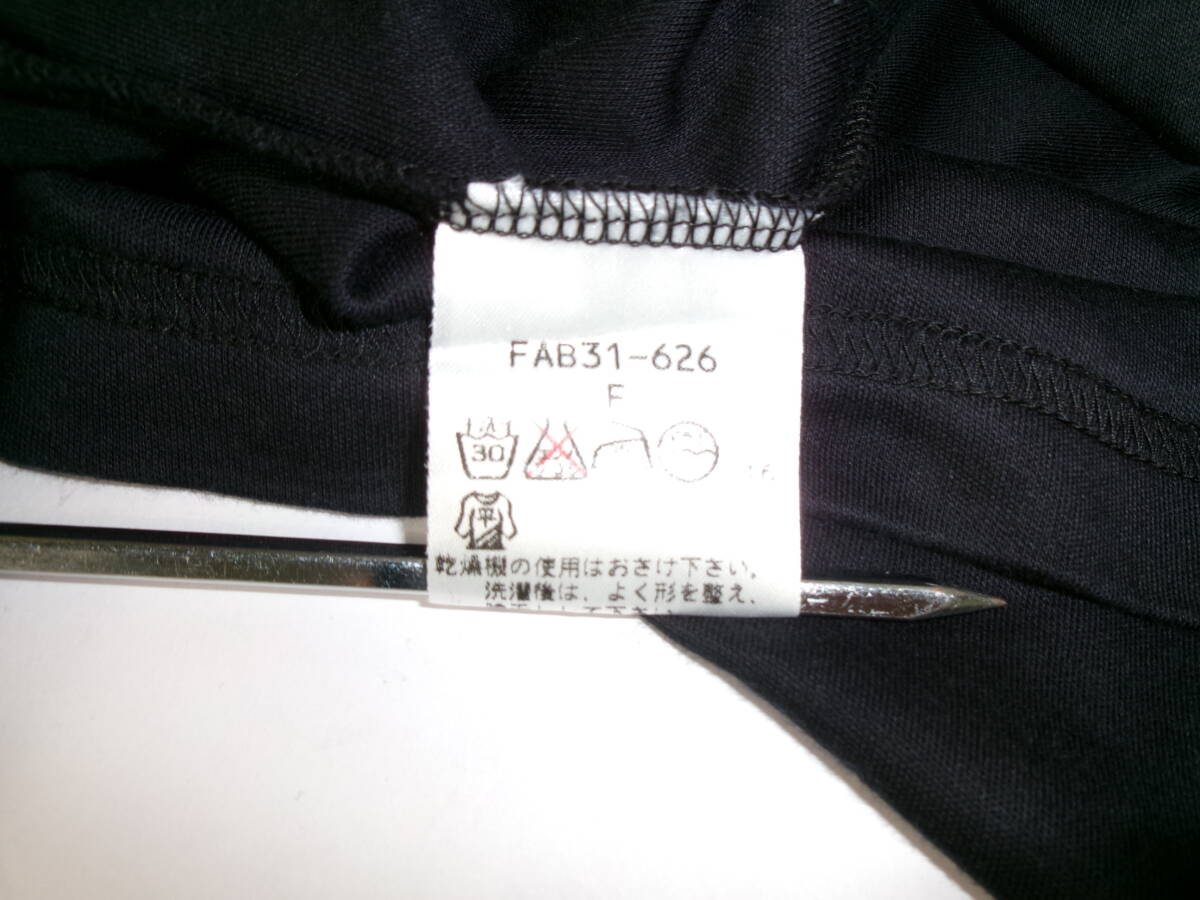 FAB31-626
F
30
平
乾燥機の使用はおさけ下さい。
洗濯後は、よく形を整え、